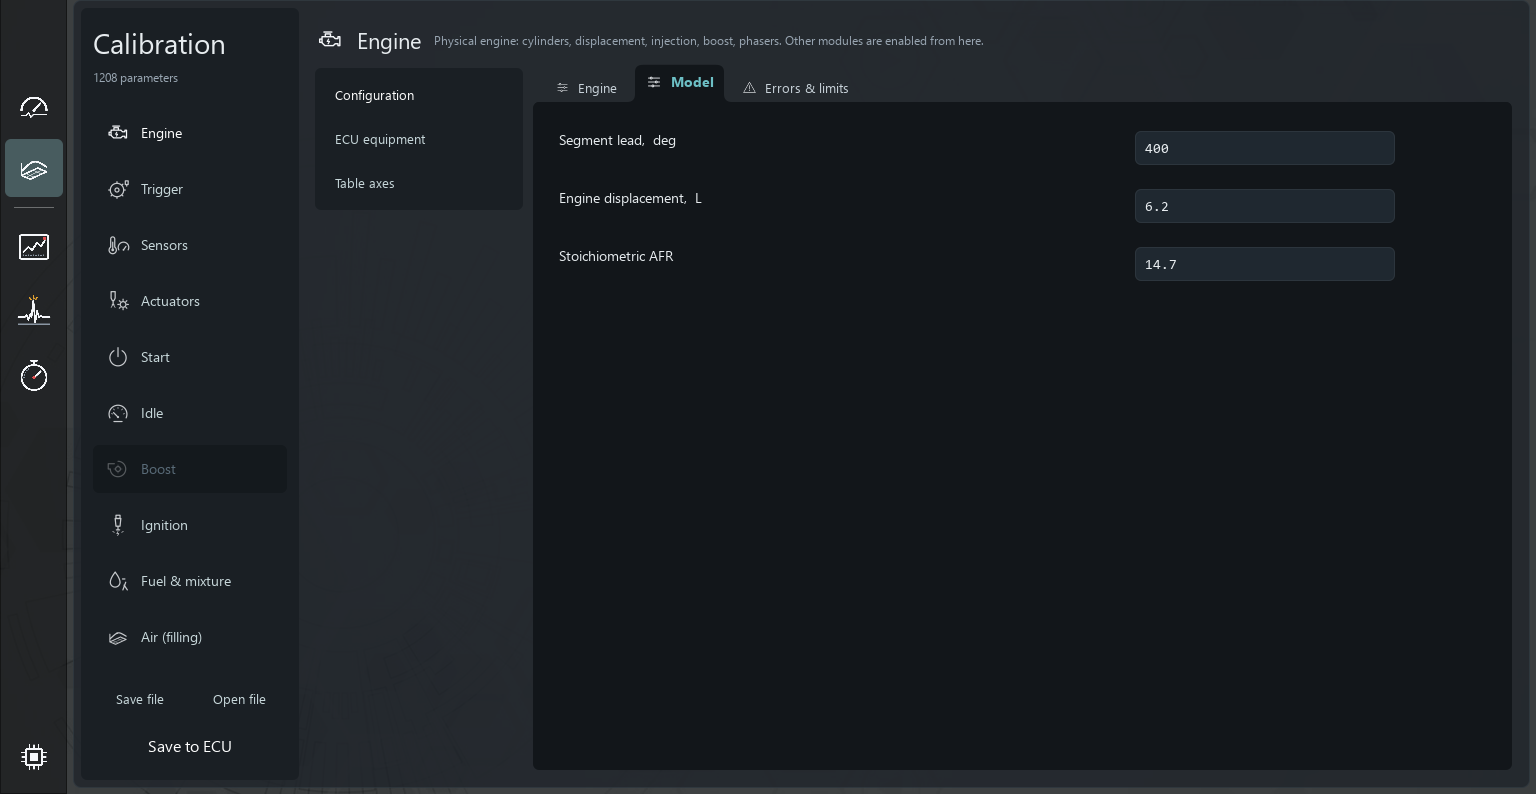 Calibration
1208 parameters
Engine
Trigger
Sensors
Actuators
Start
Idle
Boost
Ignition
Fuel & mixture
Air (filling)
Save file
Open file
Save to ECU
Engine
Physical engine: cylinders, displacement, injection, boost, phasers. Other modules are enabled from here.
Configuration
ECU equipment
Table axes
Engine
Model
Errors & limits
Segment lead, deg
400
Engine displacement, L
6.2
Stoichiometric AFR
14.7